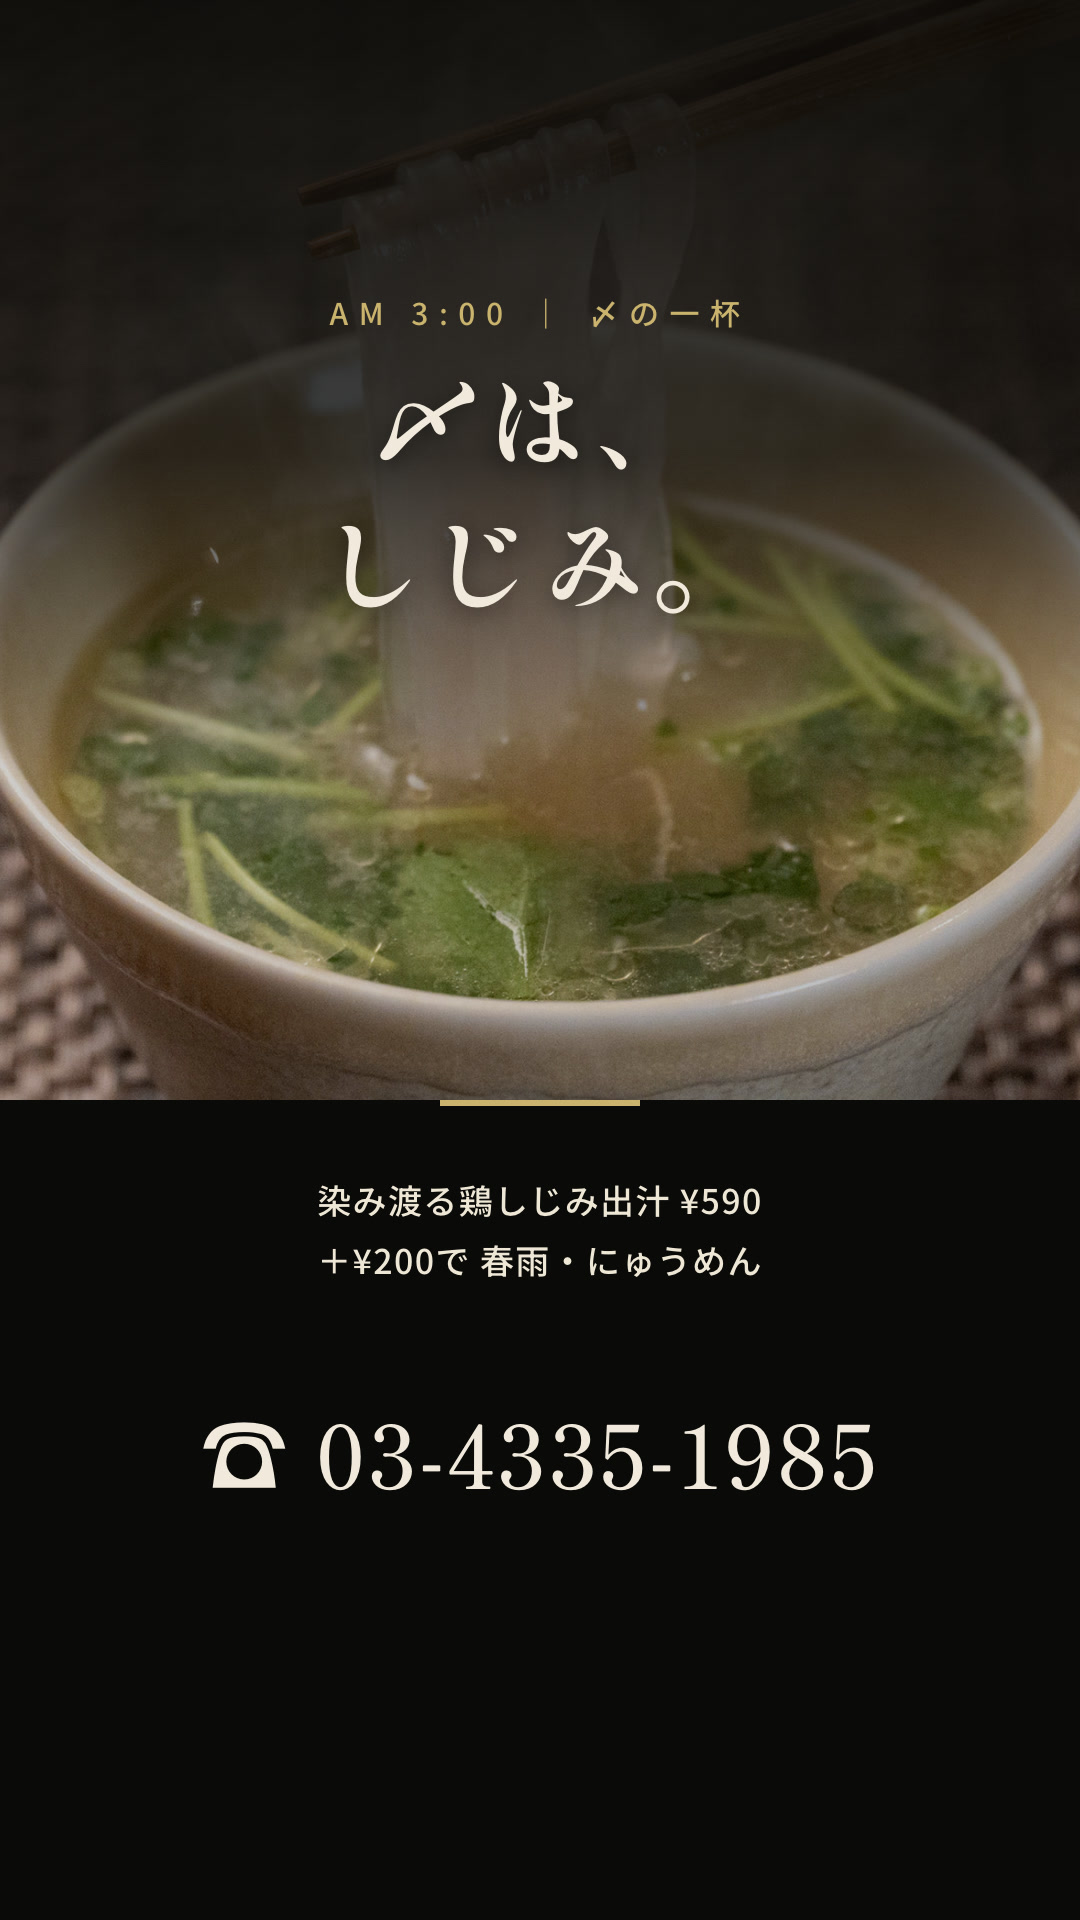 AM 3:00 ｜ 〆の一杯
〆は、
しじみ。
染み渡る鶏しじみ出汁 ¥590
＋¥200で 春雨・にゅうめん
☎ 03-4335-1985